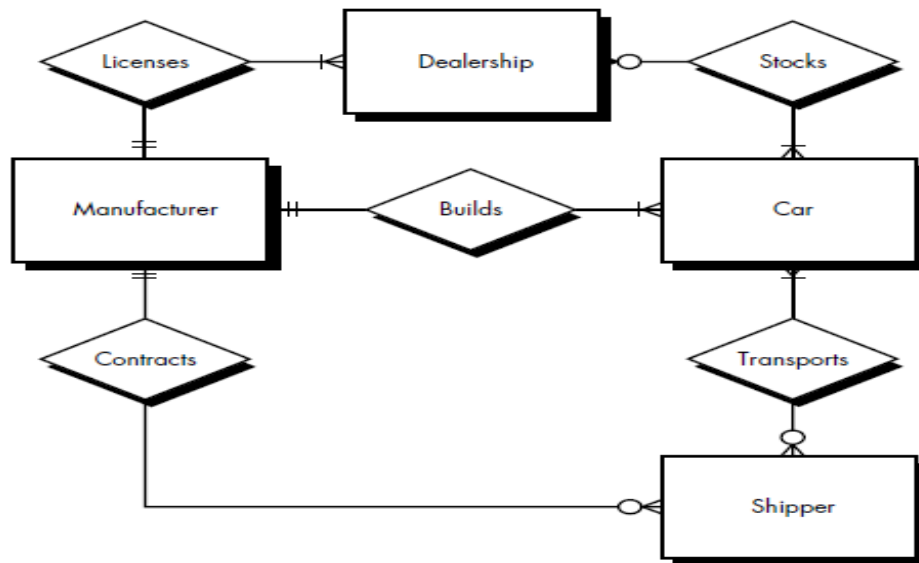 Licenses
Dealership
Stocks
Manufacturer
Builds
Car
Contracts
Transports
Shipper